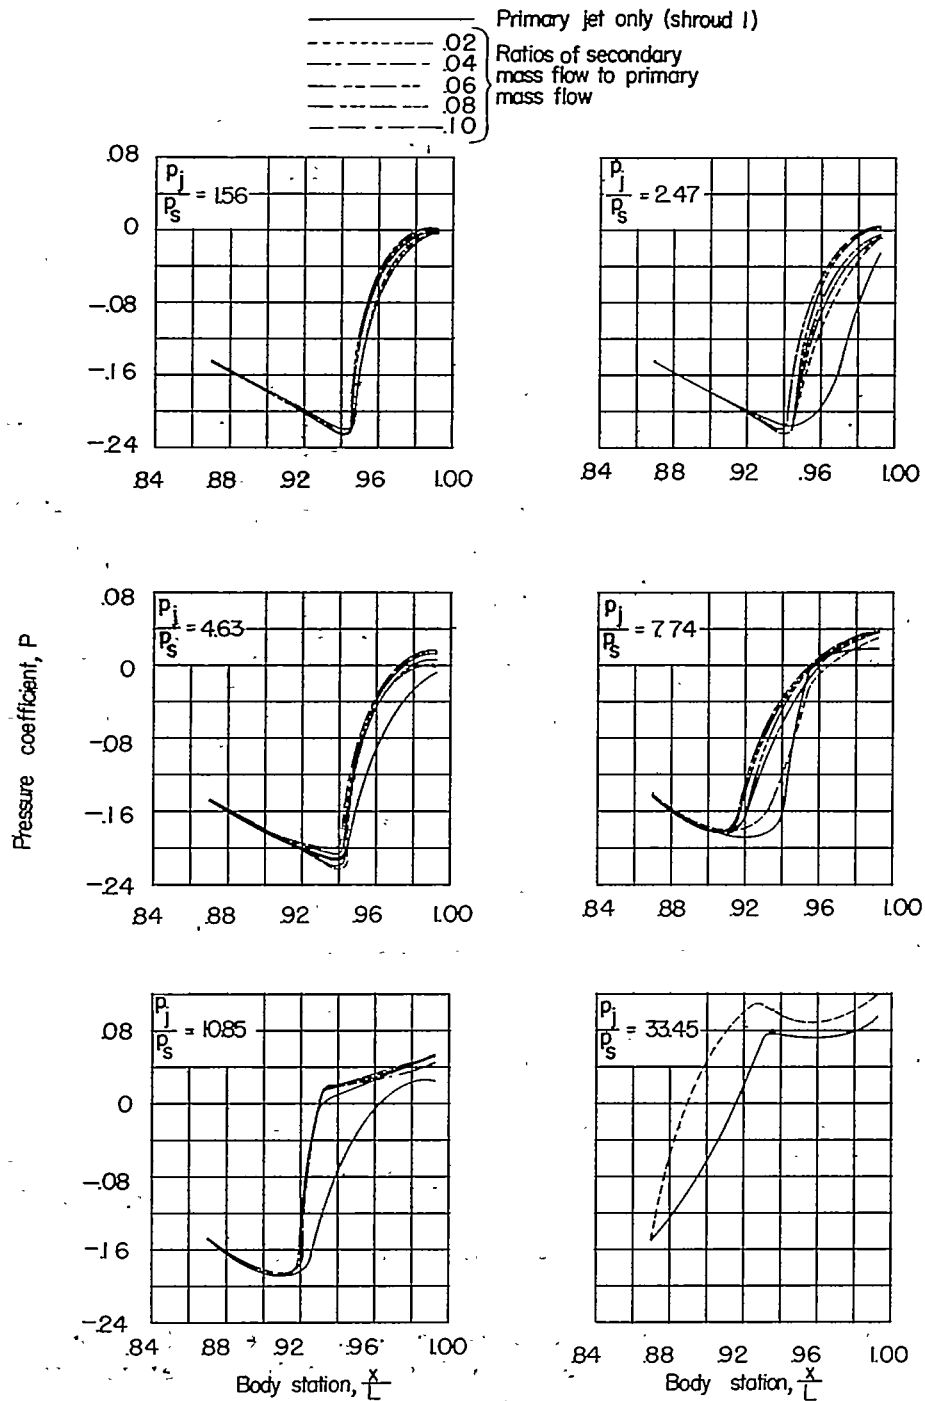 Primary jet only (shroud 1)
.02
.04
.06
.08
.10
Ratios of secondary
mass flow to primary
mass flow
.08
0
-.08
-.16
-.24
pj/ps = 1.56
.84 .88 .92 .96 1.00
pj/ps = 2.47
.84 .88 .92 .96 1.00
Pressure coefficient, P
.08
0
-.08
-.16
-.24
pj/ps = 4.63
.84 .88 .92 .96 1.00
pj/ps = 7.74
.84 .88 .92 .96 1.00
.08
0
-.08
-.16
-.24
pj/ps = 10.85
.84 .88 .92 .96 1.00
Body station, x/L
pj/ps = 33.45
.84 .88 .92 .96 1.00
Body station, x/L